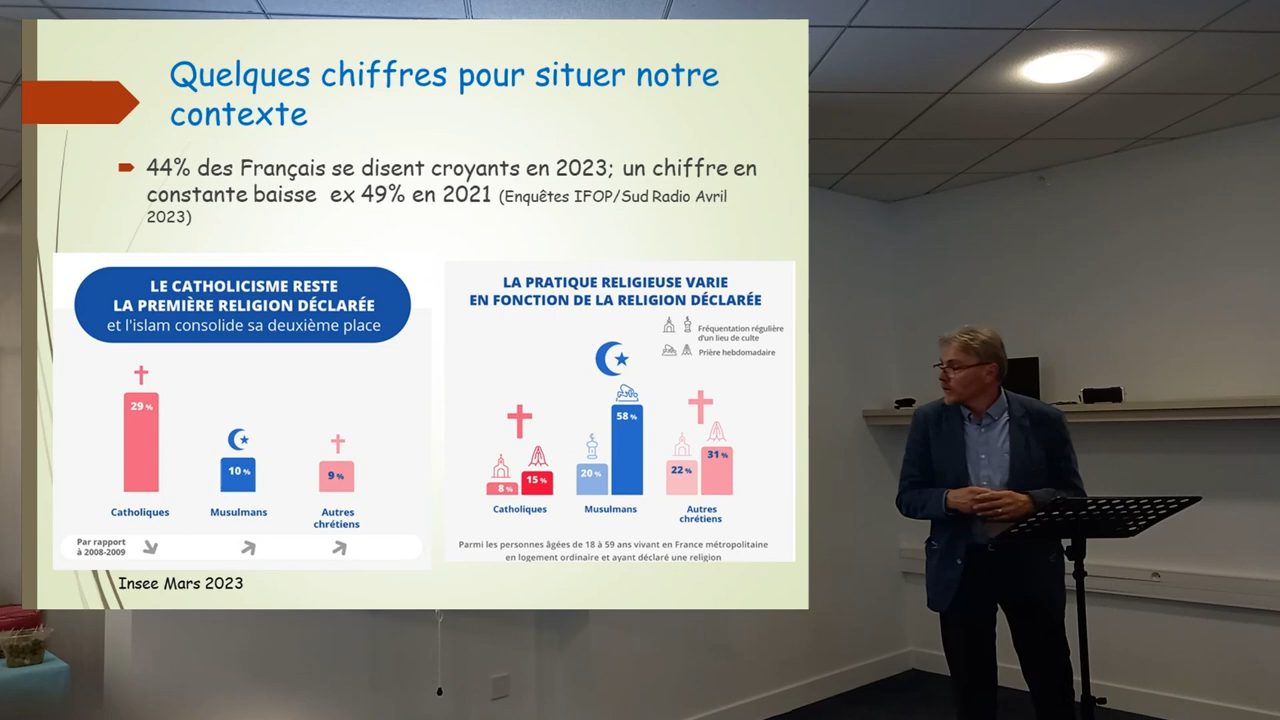 Quelques chiffres pour situer notre
contexte
44% des Français se disent croyants en 2023; un chiffre en
constante baisse ex 49% en 2021 (Enquêtes IFOP/Sud Radio Avril
2023)
LE CATHOLICISME RESTE
LA PREMIÈRE RELIGION DÉCLARÉE
et l'islam consolide sa deuxième place
29 %
10 %
9 %
Catholiques
Musulmans
Autres
chrétiens
Par rapport
à 2008-2009
LA PRATIQUE RELIGIEUSE VARIE
EN FONCTION DE LA RELIGION DÉCLARÉE
Fréquentation régulière
d'un lieu de culte
Prière hebdomadaire
8 %
15 %
20 %
58 %
22 %
31 %
Catholiques
Musulmans
Autres
chrétiens
Parmi les personnes âgées de 18 à 59 ans vivant en France métropolitaine
en logement ordinaire et ayant déclaré une religion
Insee Mars 2023